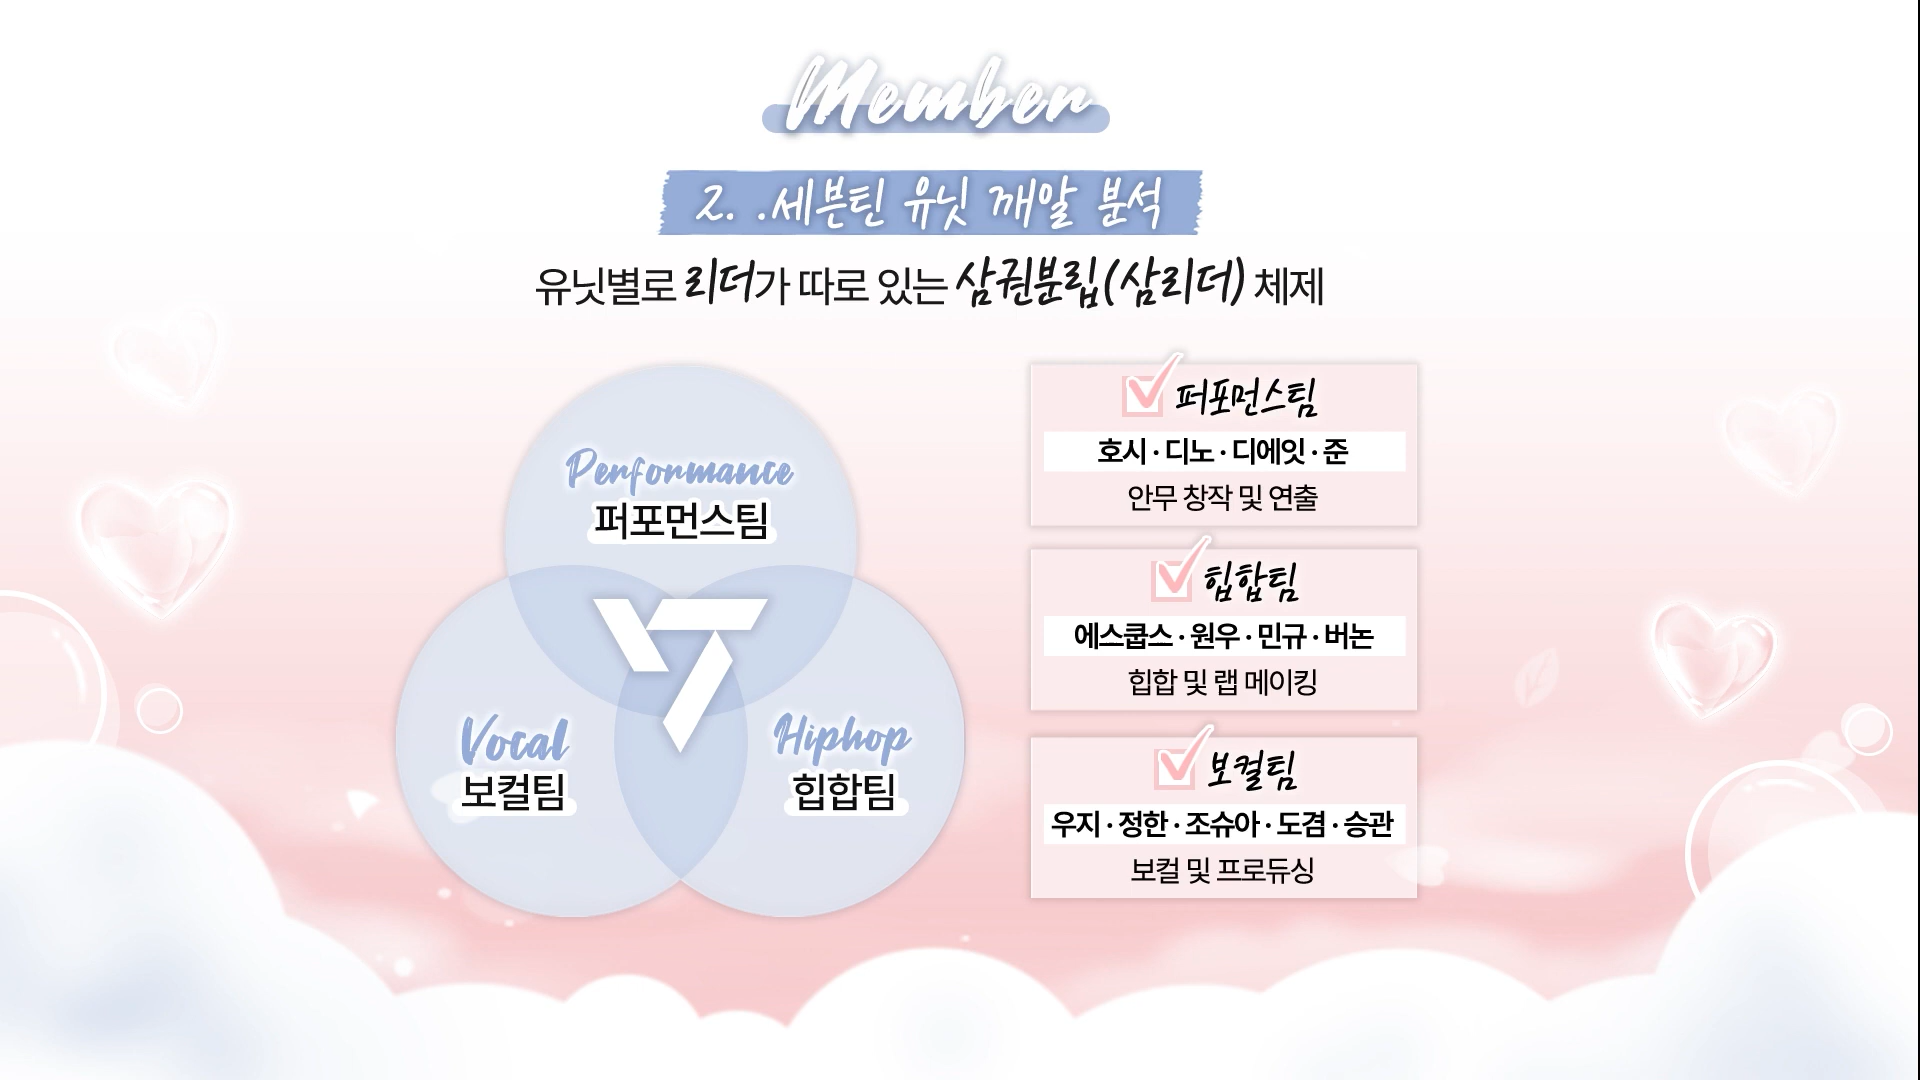 Member
2. .세븐틴 유닛 깨알 분석
유닛별로 리더가 따로 있는 삼권분립(삼리더) 체제
Performance
퍼포먼스팀
Vocal
보컬팀
Hiphop
힙합팀
퍼포먼스팀
호시 · 디노 · 디에잇 · 준
안무 창작 및 연출
힙합팀
에스쿱스 · 원우 · 민규 · 버논
힙합 및 랩 메이킹
보컬팀
우지 · 정한 · 조슈아 · 도겸 · 승관
보컬 및 프로듀싱